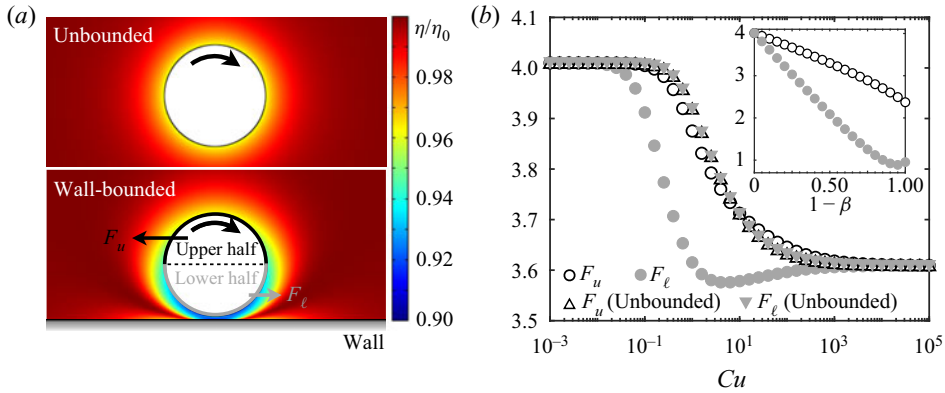 (a)
Unbounded
η/η0
0.98
0.96
0.94
0.92
0.90
Wall-bounded
Fu
Upper half
Lower half
Fℓ
Wall
(b)
4.1
4.0
3.9
3.8
3.7
3.6
3.5
10−3
10−1
101
103
105
Cu
4
3
2
1
0
0.50
1.00
1 − β
Fu
Fℓ
Fu (Unbounded)
Fℓ (Unbounded)